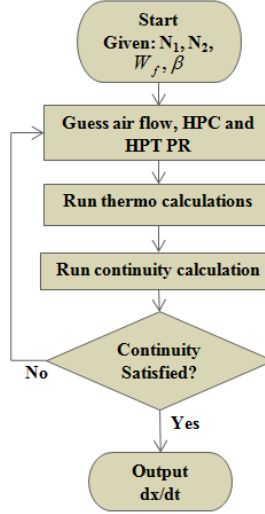 Start
Given: N₁, N₂,
W_f, β
Guess air flow, HPC and
HPT PR
Run thermo calculations
Run continuity calculation
Continuity
Satisfied?
No
Yes
Output
dx/dt